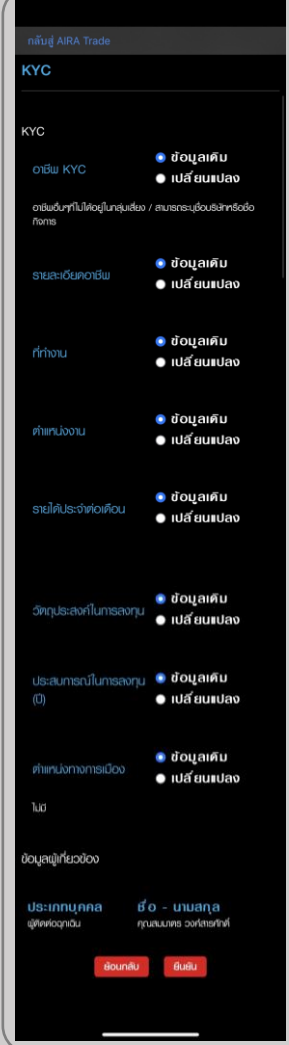 กลับสู่ AIRA Trade
KYC
KYC
อาชีพ KYC
ข้อมูลเดิม
เปลี่ยนแปลง
อาชีพอื่นๆที่ไม่ได้อยู่ในกลุ่มเสี่ยง / สามารถระบุชื่อบริษัทหรือชื่อ
กิจการ
รายละเอียดอาชีพ
ข้อมูลเดิม
เปลี่ยนแปลง
ที่ทำงาน
ข้อมูลเดิม
เปลี่ยนแปลง
ตำแหน่งงาน
ข้อมูลเดิม
เปลี่ยนแปลง
รายได้ประจำต่อเดือน
ข้อมูลเดิม
เปลี่ยนแปลง
วัตถุประสงค์ในการลงทุน
ข้อมูลเดิม
เปลี่ยนแปลง
ประสบการณ์ในการลงทุน
(ปี)
ข้อมูลเดิม
เปลี่ยนแปลง
ตำแหน่งทางการเมือง
ข้อมูลเดิม
เปลี่ยนแปลง
ไม่มี
ข้อมูลผู้เกี่ยวข้อง
ประเภทบุคคล
ชื่อ - นามสกุล
ผู้ติดต่อฉุกเฉิน
ย้อนกลับ
ยืนยัน